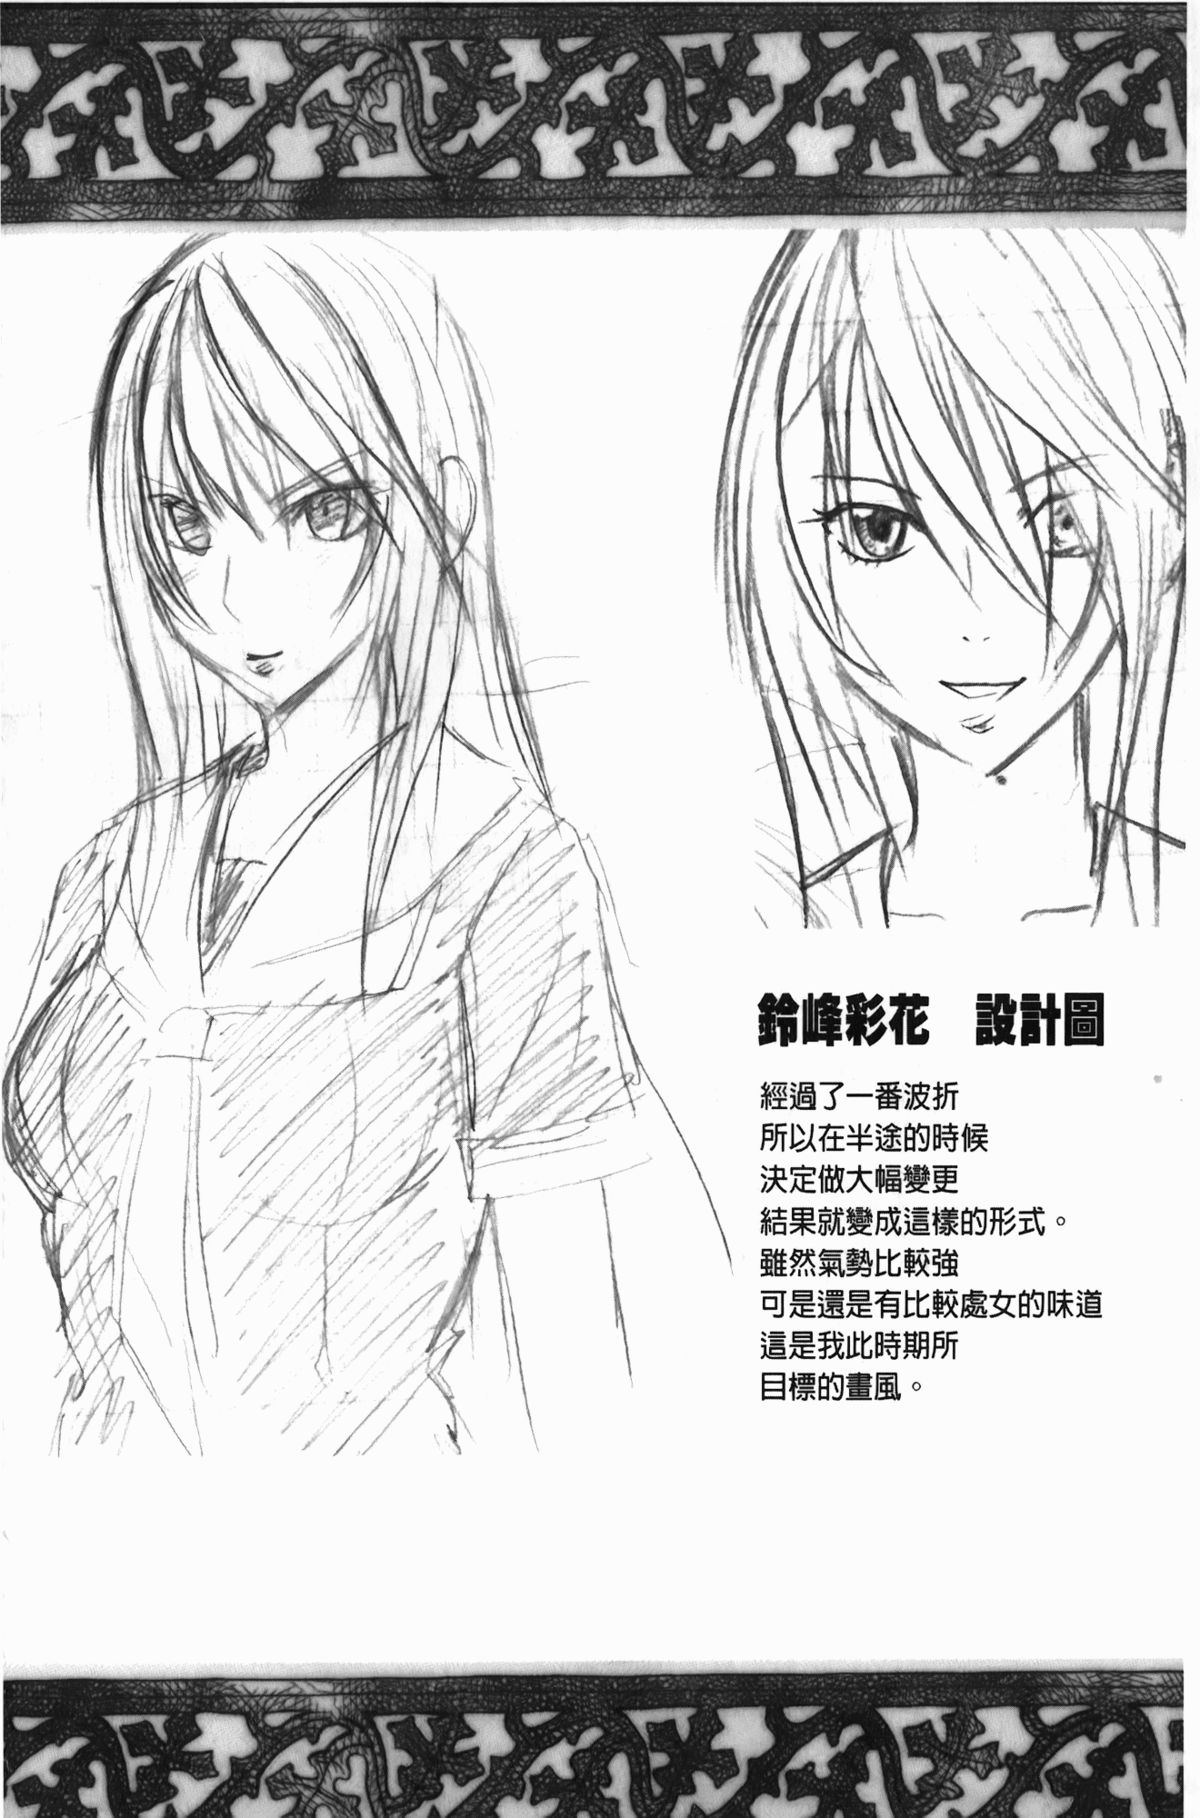 鈴峰彩花　設計圖
經過了一番波折
所以在半途的時候
決定做大幅變更
結果就變成這樣的形式。
雖然氣勢比較強
可是還是有比較處女的味道
這是我此時期所
目標的畫風。